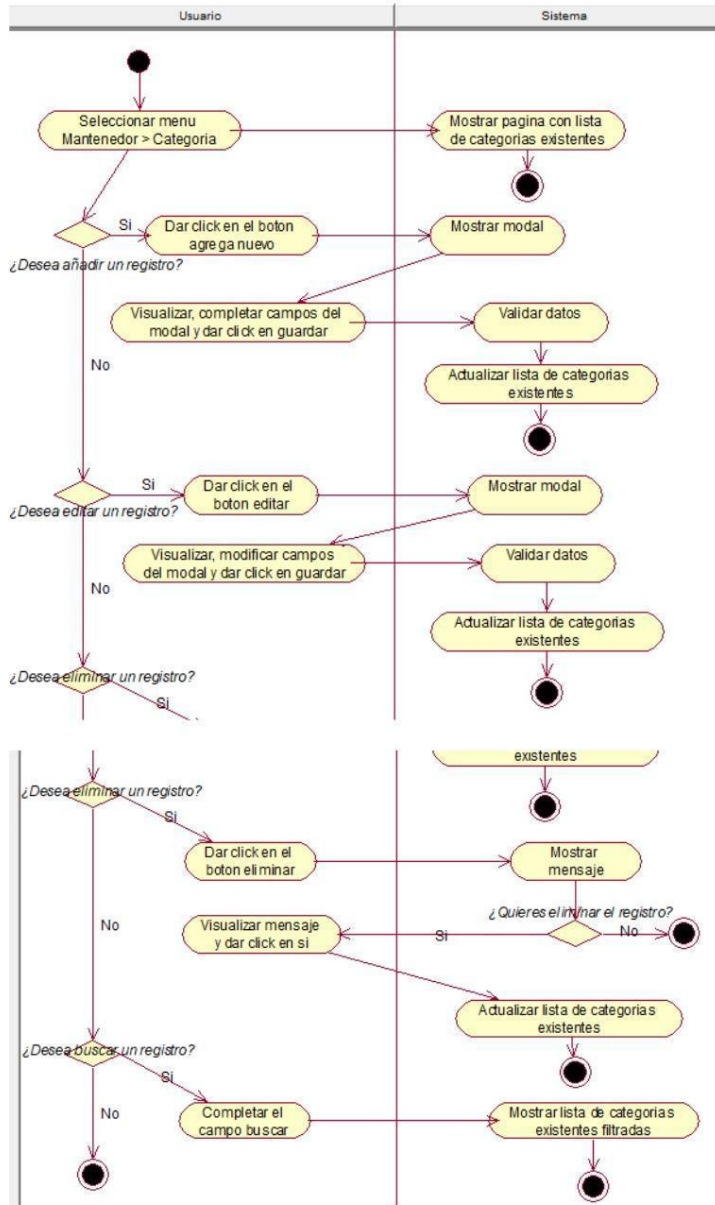 Usuario
Sistema
Seleccionar menu
Mantenedor > Categoria
Mostrar pagina con lista
de categorias existentes
Si
Dar click en el boton
agrega nuevo
Mostrar modal
¿Desea añadir un registro?
Visualizar, completar campos del
modal y dar click en guardar
Validar datos
No
Actualizar lista de categorias
existentes
Si
Dar click en el
boton editar
Mostrar modal
¿Desea editar un registro?
Visualizar, modificar campos
del modal y dar click en guardar
Validar datos
No
Actualizar lista de categorias
existentes
¿Desea eliminar un registro?
Si
existentes
¿Desea eliminar un registro?
Si
Dar click en el
boton eliminar
Mostrar
mensaje
¿Quieres eliminar el registro?
No
Visualizar mensaje
y dar click en si
Si
No
Actualizar lista de categorias
existentes
¿Desea buscar un registro?
Si
No
Completar el
campo buscar
Mostrar lista de categorias
existentes filtradas